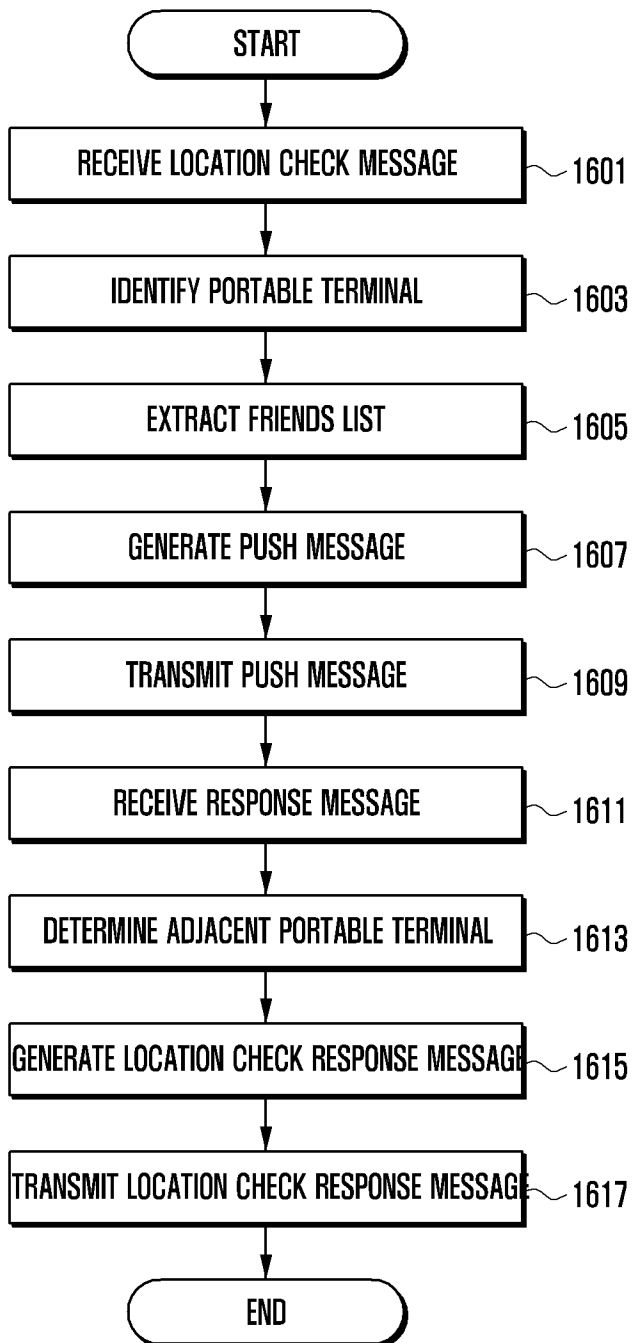 START
RECEIVE LOCATION CHECK MESSAGE
1601
IDENTIFY PORTABLE TERMINAL
1603
EXTRACT FRIENDS LIST
1605
GENERATE PUSH MESSAGE
1607
TRANSMIT PUSH MESSAGE
1609
RECEIVE RESPONSE MESSAGE
1611
DETERMINE ADJACENT PORTABLE TERMINAL
1613
GENERATE LOCATION CHECK RESPONSE MESSAGE
1615
TRANSMIT LOCATION CHECK RESPONSE MESSAGE
1617
END